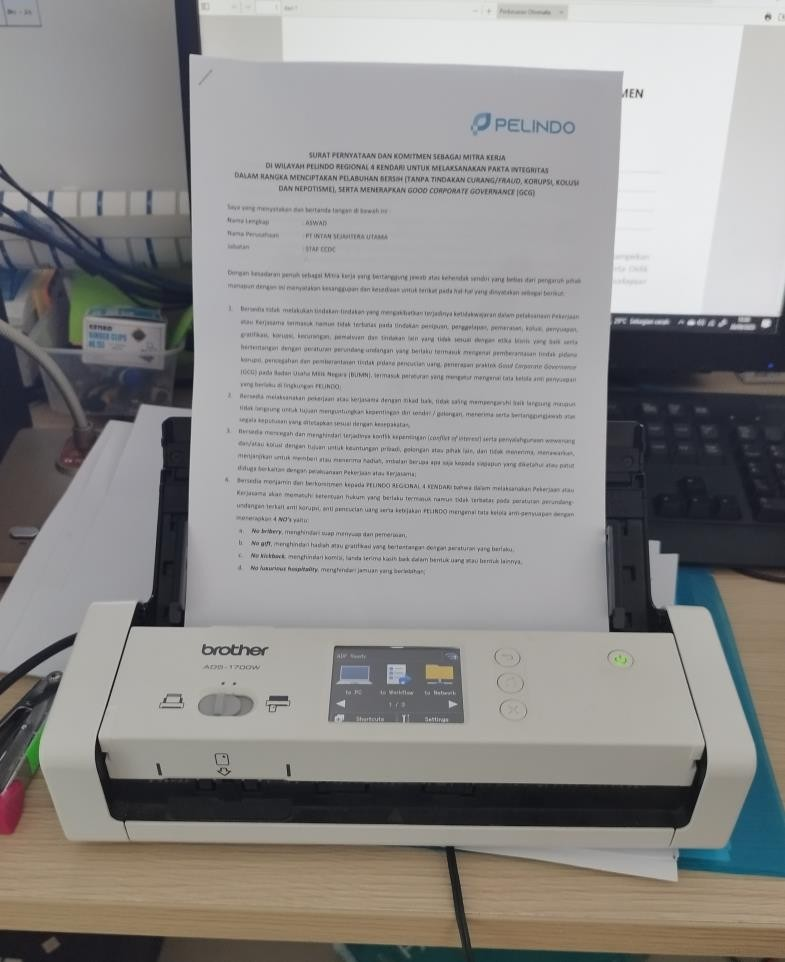 dari 1
Perbesaran Otomatis
MEN
PELINDO
SURAT PERNYATAAN DAN KOMITMEN SEBAGAI MITRA KERJA
DI WILAYAH PELINDO REGIONAL 4 KENDARI UNTUK MELAKSANAKAN PAKTA INTEGRITAS
DALAM RANGKA MENCIPTAKAN PELABUHAN BERSIH (TANPA TINDAKAN CURANG/FRAUD, KORUPSI, KOLUSI
DAN NEPOTISME), SERTA MENERAPKAN GOOD CORPORATE GOVERNANCE (GCG)
Saya yang menyatakan dan bertanda tangan di bawah ini :
Nama Lengkap : ASWAD
Nama Perusahaan : PT INTAN SEJAHTERA UTAMA
Jabatan : STAF CCDC
Dengan kesadaran penuh sebagai Mitra kerja yang bertanggung jawab atas kehendak sendiri yang bebas dari pengaruh pihak
manapun dengan ini menyatakan kesanggupan dan kesediaan untuk terikat pada hal-hal yang dinyatakan sebagai berikut:
1. Bersedia tidak melakukan tindakan-tindakan yang mengakibatkan terjadinya ketidakwajaran dalam pelaksanaan Pekerjaan
atau Kerjasama termasuk namun tidak terbatas pada tindakan penipuan, penggelapan, pemerasan, kolusi, penyuapan,
gratifikasi, korupsi, kecurangan, pemalsuan dan tindakan lain yang tidak sesuai dengan etika bisnis yang baik serta
bertentangan dengan peraturan perundang-undangan yang berlaku termasuk mengenai pemberantasan tindak pidana
korupsi, pencegahan dan pemberantasan tindak pidana pencucian uang, penerapan praktek Good Corporate Governance
(GCG) pada Badan Usaha Milik Negara (BUMN), termasuk peraturan yang mengatur mengenai tata kelola anti penyuapan
yang berlaku di lingkungan PELINDO;
2. Bersedia melaksanakan pekerjaan atau kerjasama dengan itikad baik, tidak saling mempengaruhi baik langsung maupun
tidak langsung untuk tujuan menguntungkan kepentingan diri sendiri / golongan, menerima serta bertanggungjawab atas
segala keputusan yang ditetapkan sesuai dengan kesepakatan;
3. Bersedia mencegah dan menghindari terjadinya konflik kepentingan (conflict of interest) serta penyalahgunaan wewenang
dan/atau kolusi dengan tujuan untuk keuntungan pribadi, golongan atau pihak lain, dan tidak menerima, menawarkan,
menjanjikan untuk memberi atau menerima hadiah, imbalan berupa apa saja kepada siapapun yang diketahui atau patut
diduga berkaitan dengan pelaksanaan Pekerjaan atau Kerjasama;
4. Bersedia menjamin dan berkomitmen kepada PELINDO REGIONAL 4 KENDARI bahwa dalam melaksanakan Pekerjaan atau
Kerjasama akan mematuhi ketentuan hukum yang berlaku termasuk namun tidak terbatas pada peraturan perundang-
undangan terkait anti korupsi, anti pencucian uang serta kebijakan PELINDO mengenai tata kelola anti-penyuapan dengan
menerapkan 4 NO's yaitu:
a. No bribery, menghindari suap menyuap dan pemerasan;
b. No gift, menghindari hadiah atau gratifikasi yang bertentangan dengan peraturan yang berlaku;
c. No kickback, menghindari komisi, tanda terima kasih baik dalam bentuk uang atau bentuk lainnya;
d. No luxurious hospitality, menghindari jamuan yang berlebihan;
KENKO
BINDER CLIPS
brother
ADS-1700W
ADF Ready
to PC to Workflow to Network
1 / 3
Shortcuts Settings